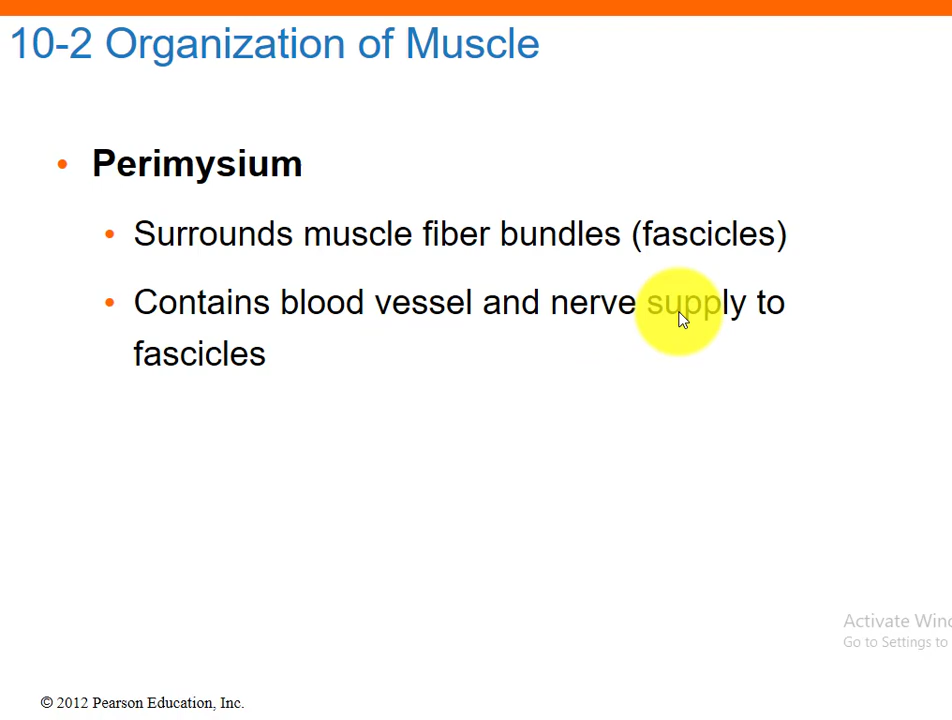 10-2 Organization of Muscle
• Perimysium
• Surrounds muscle fiber bundles (fascicles)
• Contains blood vessel and nerve supply to
fascicles
Activate Wind
Go to Settings to
© 2012 Pearson Education, Inc.